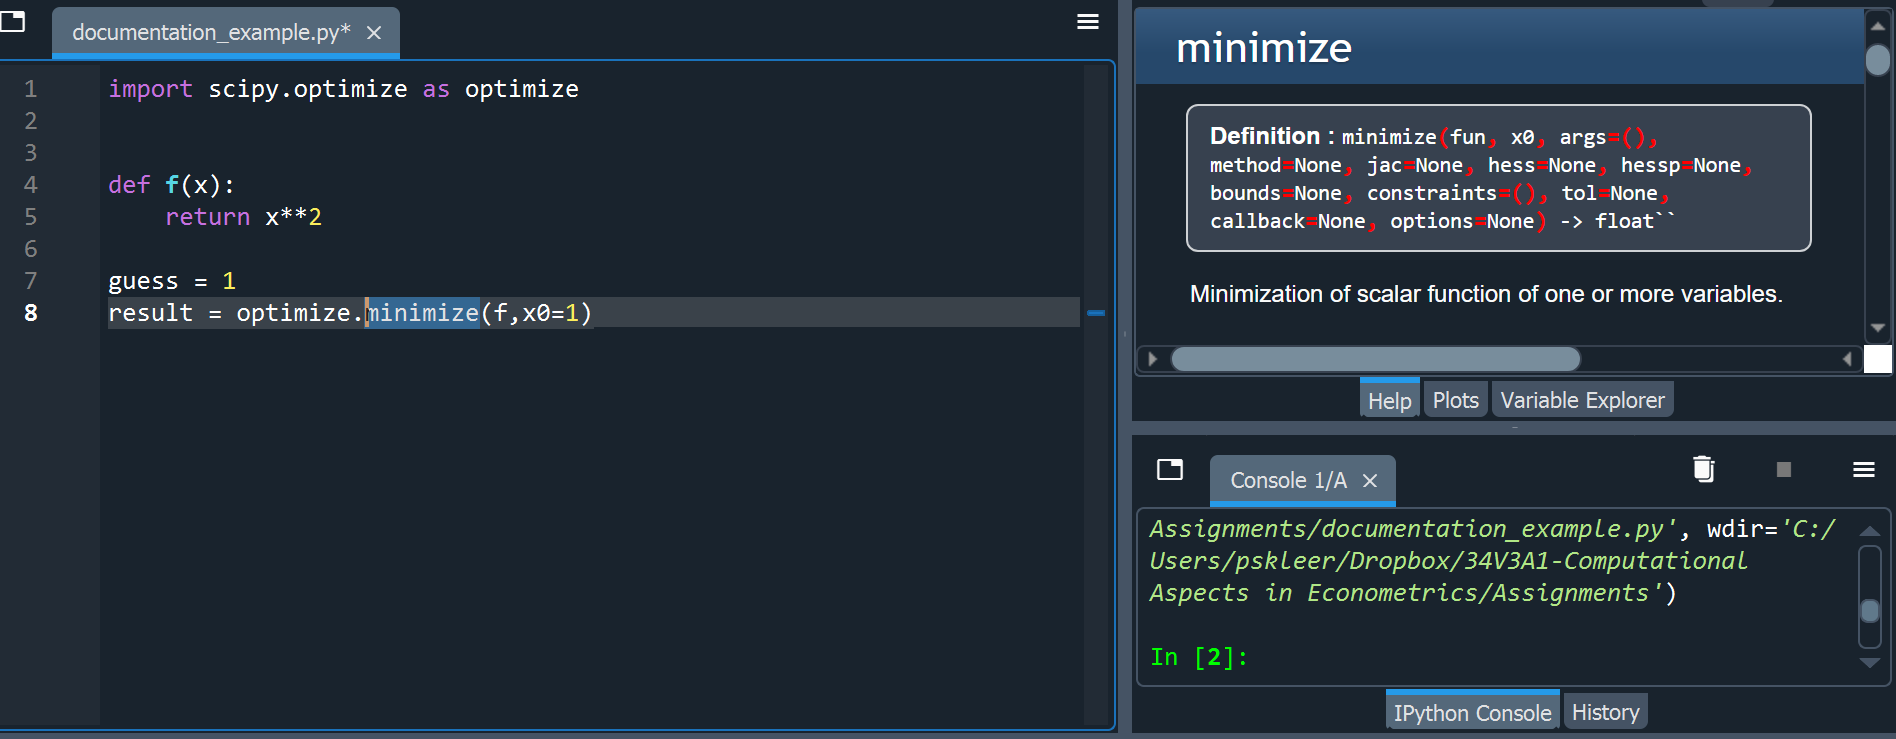 documentation_example.py*
1 import scipy.optimize as optimize
2
3
4 def f(x):
5 return x**2
6
7 guess = 1
8 result = optimize.minimize(f,x0=1)
minimize
Definition : minimize(fun, x0, args=(),
method=None, jac=None, hess=None, hessp=None,
bounds=None, constraints=(), tol=None,
callback=None, options=None) -> float``
Minimization of scalar function of one or more variables.
Help Plots Variable Explorer
Console 1/A
Assignments/documentation_example.py', wdir='C:/
Users/pskleer/Dropbox/34V3A1-Computational
Aspects in Econometrics/Assignments')
In [2]:
IPython Console History